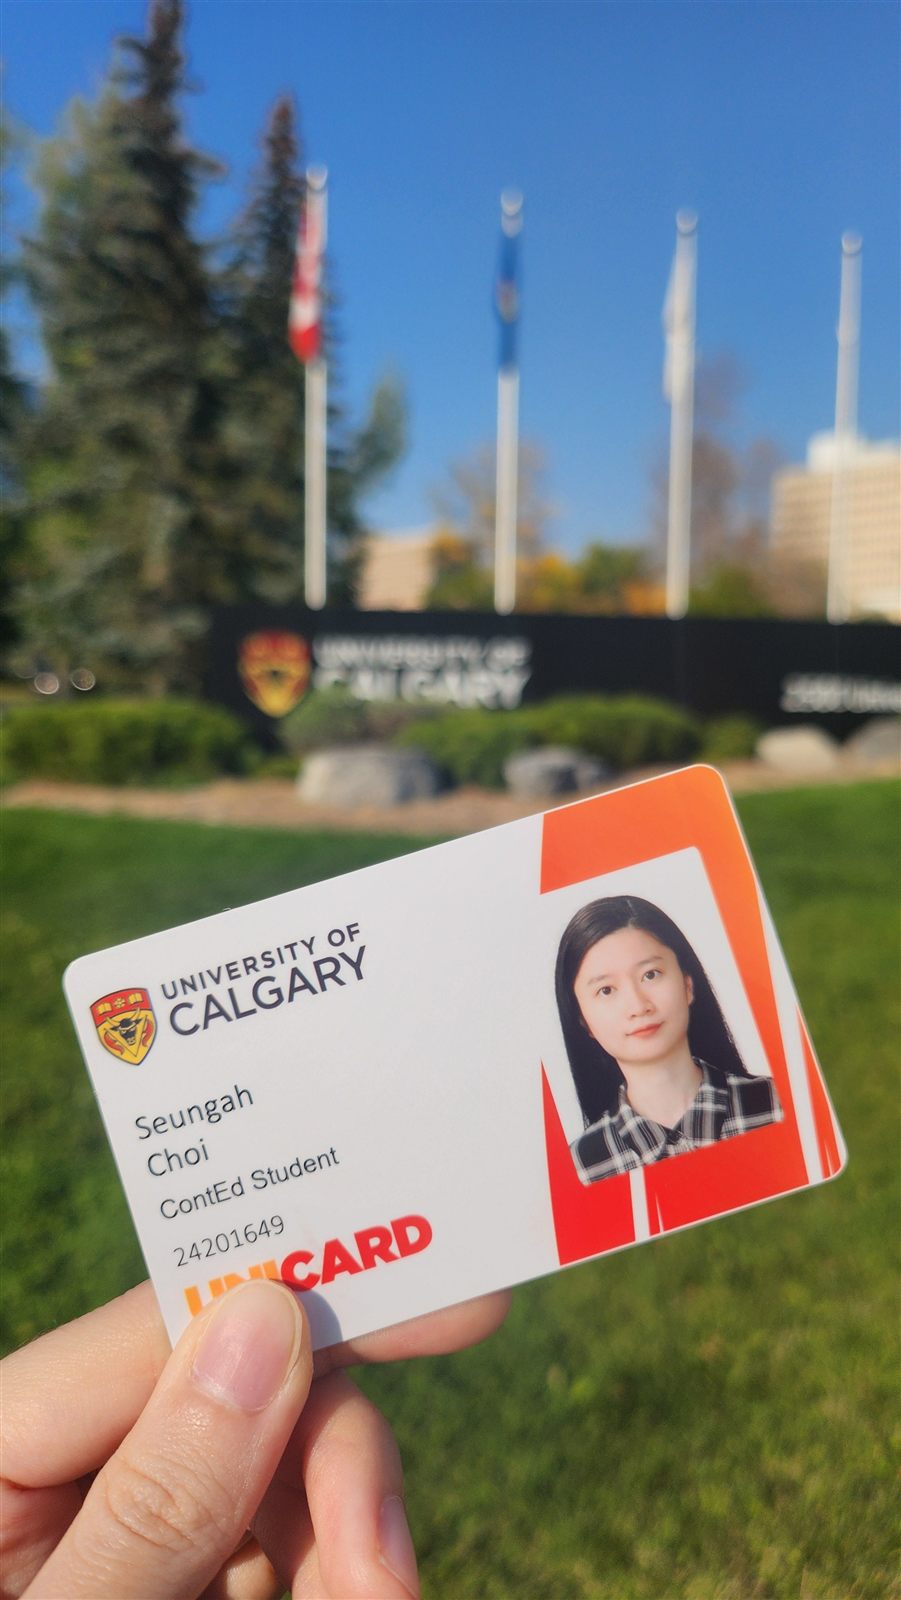 UNIVERSITY OF
CALGARY
UNIVERSITY OF
CALGARY
Seungah
Choi
ContEd Student
24201649
UNICARD